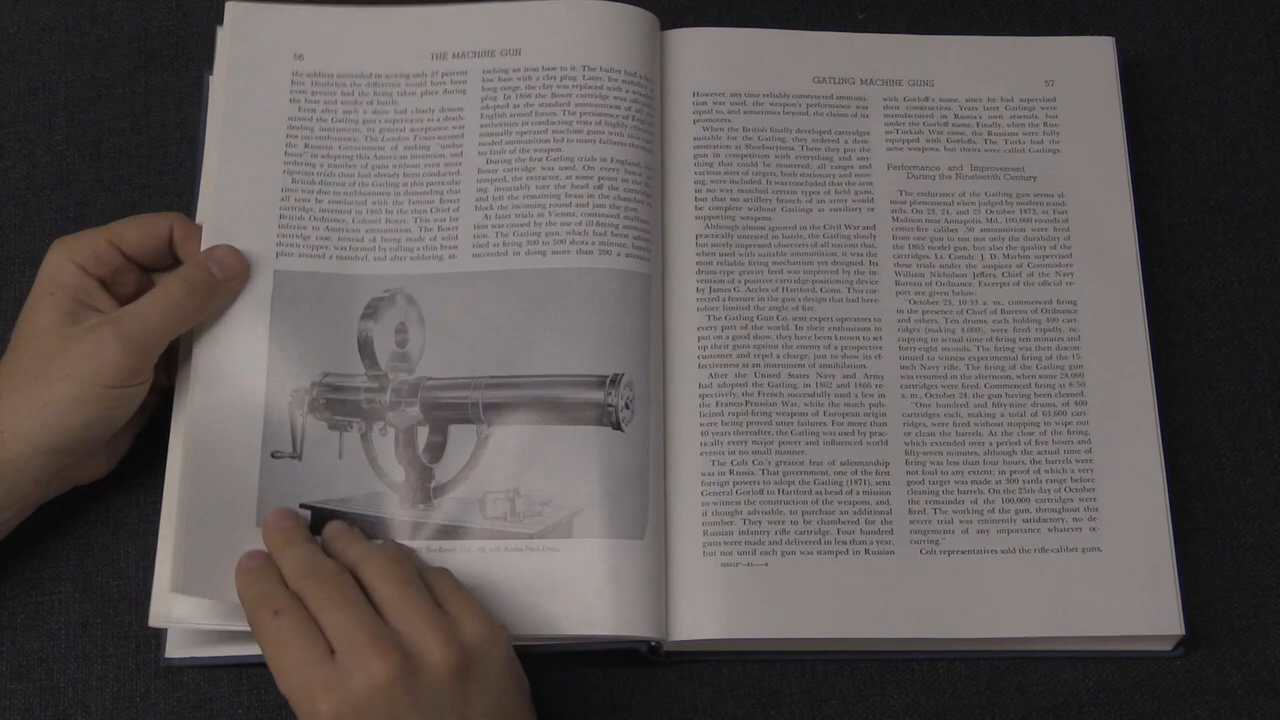 56
THE MACHINE GUN
the soldiers succeeded in scoring only 27 percent
hits. Doubtless the difference would have been
even greater had the firing taken place during
the heat and smoke of battle.
Even after such a show had clearly demon-
strated the Gatling gun's superiority as a death-
dealing instrument, its general acceptance was
not too enthusiastic. The London Times accused
the Russian Government of making "undue
haste" in adopting this American invention, and
ordering a number of guns without even more
rigorous trials than had already been conducted.
British distrust of the Gatling at this particular
time was due to stubbornness in demanding that
all tests be conducted with the famous Boxer
cartridge, invented in 1865 by the then Chief of
British Ordnance, Colonel Boxer. This was far
inferior to American ammunition. The Boxer
cartridge case, instead of being made of solid
drawn copper, was formed by rolling a thin brass
plate around a mandrel, and after soldering, at-
taching an iron base to it. The bullet had a
low base with a clay plug. Later, for
long range, the clay was replaced with a
plug. In 1866 the Boxer cartridge was
adopted as the standard ammunition of all
English armed forces. The persistence of English
authorities in conducting tests of highly
manually operated machine guns with
moded ammunition led to many failures through
no fault of the weapon.
During the first Gatling trials in England,
Boxer cartridge was used. On every
tempted, the extractor, at some point in the
ing, invariably tore the head off the cartridge
and left the remaining brass in the chamber to
block the incoming round and jam the gun.
At later trials in Vienna, continued
tion was caused by the use of ill-fitting
tion. The Gatling gun, which had been
tised as firing 300 to 500 shots a minute,
succeeded in doing more than 200 a minute
with Accles Feed Drum.
GATLING MACHINE GUNS
57
However, any time reliably constructed ammuni-
tion was used, the weapon's performance was
equal to, and sometimes beyond, the claims of its
promoters.
When the British finally developed cartridges
suitable for the Gatling, they ordered a dem-
onstration at Shoeburyness. There they put the
gun in competition with everything and any-
thing that could be mustered; all ranges and
various sizes of targets, both stationary and mov-
ing, were included. It was concluded that the arm
in no way matched certain types of field guns,
but that no artillery branch of an army would
be complete without Gatlings as auxiliary or
supporting weapons.
Although almost ignored in the Civil War and
practically untested in battle, the Gatling slowly
but surely impressed observers of all nations that,
when used with suitable ammunition, it was the
most reliable firing mechanism yet designed. Its
drum-type gravity feed was improved by the in-
vention of a positive cartridge-positioning device
by James G. Accles of Hartford, Conn. This cor-
rected a feature in the gun's design that had here-
tofore limited the angle of fire.
The Gatling Gun Co. sent expert operators to
every part of the world. In their enthusiasm to
put on a good show, they have been known to set
up their guns against the enemy of a prospective
customer and repel a charge, just to show its ef-
fectiveness as an instrument of annihilation.
After the United States Navy and Army
had adopted the Gatling, in 1862 and 1866 re-
spectively, the French successfully used a few in
the Franco-Prussian War, while the much pub-
licized rapid-firing weapons of European origin
were being proved utter failures. For more than
40 years thereafter, the Gatling was used by prac-
tically every major power and influenced world
events in no small manner.
The Colt Co.'s greatest feat of salesmanship
was in Russia. That government, one of the first
foreign powers to adopt the Gatling (1871), sent
General Gorloff to Hartford as head of a mission
to witness the construction of the weapons, and,
if thought advisable, to purchase an additional
number. They were to be chambered for the
Russian infantry rifle cartridge. Four hundred
guns were made and delivered in less than a year,
but not until each gun was stamped in Russian
with Gorloff's name, since he had supervised
their construction. Years later Gatlings were
manufactured in Russia's own arsenals, but
under the Gorloff name. Finally, when the Rus-
so-Turkish War came, the Russians were fully
equipped with Gorloffs. The Turks had the
same weapons, but theirs were called Gatlings.
Performance and Improvement
During the Nineteenth Century
The endurance of the Gatling gun seems al-
most phenomenal when judged by modern stand-
ards. On 23, 24, and 25 October 1873, at Fort
Madison near Annapolis, Md., 100,000 rounds of
center-fire caliber .50 ammunition were fired
from one gun to test not only the durability of
the 1865 model gun, but also the quality of the
cartridges. Lt. Comdr. J. D. Marbin supervised
these trials under the auspices of Commodore
William Nicholson Jeffers, Chief of the Navy
Bureau of Ordnance. Excerpts of the official re-
port are given below:
"October 23, 10:33 a. m., commenced firing
in the presence of Chief of Bureau of Ordnance
and others. Ten drums, each holding 400 cart-
ridges (making 4,000), were fired rapidly, oc-
cupying in actual time of firing ten minutes and
forty-eight seconds. The firing was then discon-
tinued to witness experimental firing of the 15-
inch Navy rifle. The firing of the Gatling gun
was resumed in the afternoon, when some 28,000
cartridges were fired. Commenced firing at 8:50
a. m., October 24, the gun having been cleaned.
"One hundred and fifty-nine drums, of 400
cartridges each, making a total of 63,600 cart-
ridges, were fired without stopping to wipe out
or clean the barrels. At the close of the firing,
which extended over a period of five hours and
fifty-seven minutes, although the actual time of
firing was less than four hours, the barrels were
not foul to any extent; in proof of which a very
good target was made at 300 yards range before
cleaning the barrels. On the 25th day of October
the remainder of the 100,000 cartridges were
fired. The working of the gun, throughout this
severe trial was eminently satisfactory, no de-
rangements of any importance whatever oc-
curring."
Colt representatives sold the rifle-caliber guns,